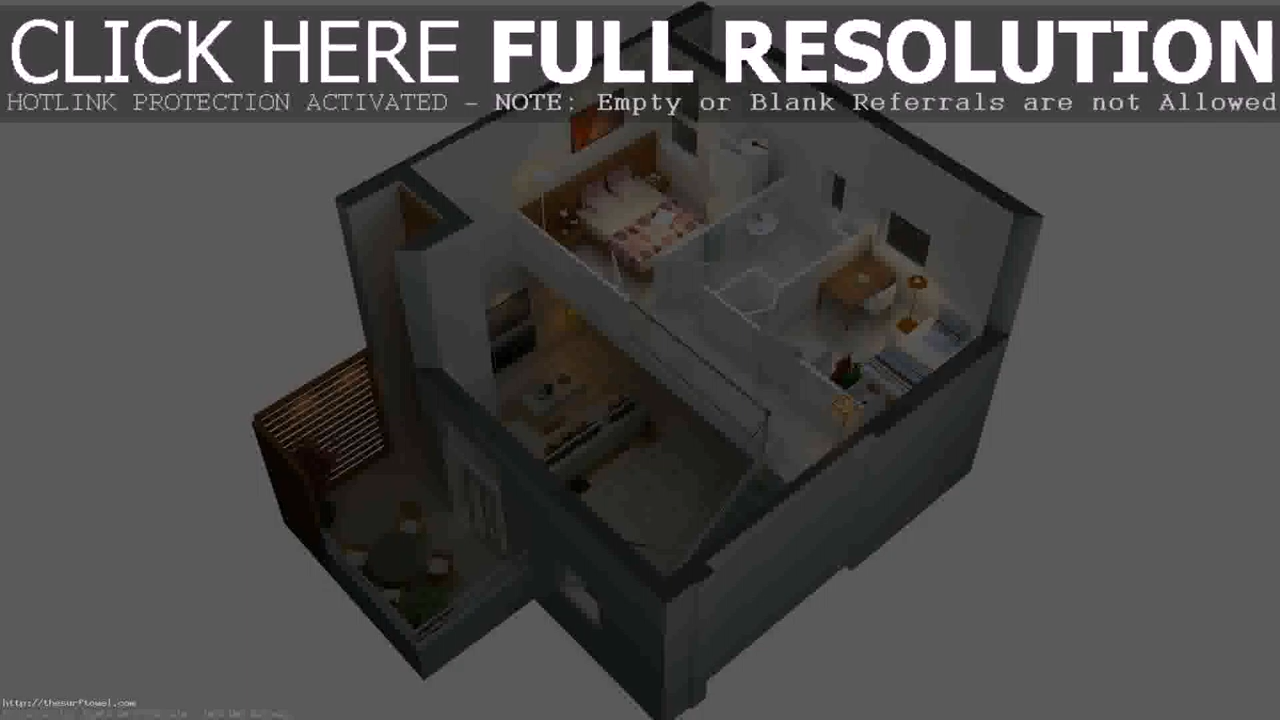 CLICK HERE FULL RESOLUTION
HOTLINK PROTECTION ACTIVATED - NOTE: Empty or Blank Referrals are not Allowed
http://thesurftowel.com